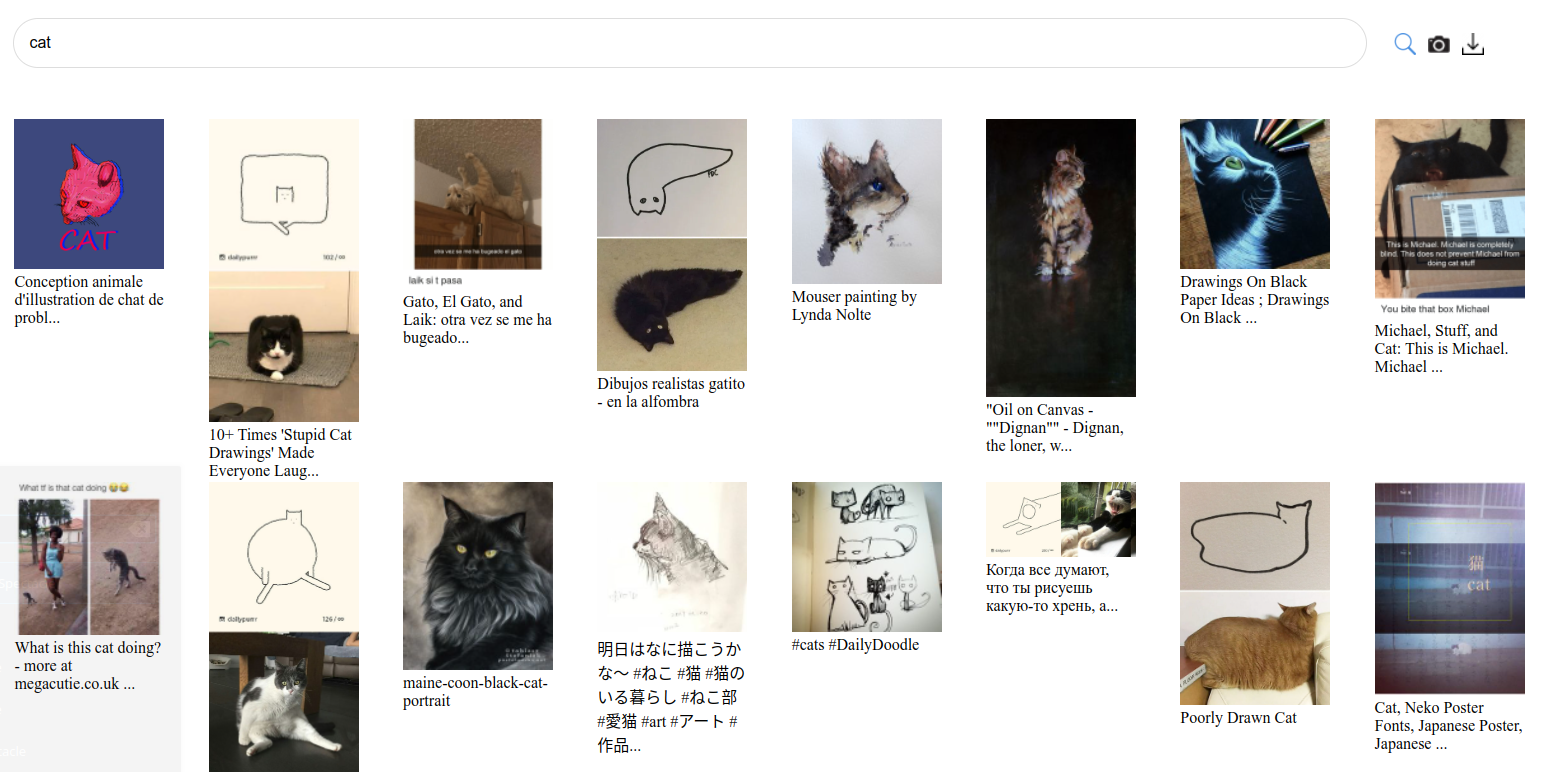 cat
CAT
Conception animale
d'illustration de chat de
probl...
dailypurr
102/∞
10+ Times 'Stupid Cat
Drawings' Made
Everyone Laug...
otra vez se me ha bugeado el gato
laik si t pasa
Gato, El Gato, and
Laik: otra vez se me ha
bugeado...
Dibujos realistas gatito
- en la alfombra
Mouser painting by
Lynda Nolte
"Oil on Canvas -
""Dignan"" - Dignan,
the loner, w...
Drawings On Black
Paper Ideas ; Drawings
On Black ...
This is Michael. Michael is completely
blind. This does not prevent Michael from
doing cat stuff
You bite that box Michael
Michael, Stuff, and
Cat: This is Michael.
Michael ...
What tf is that cat doing 😂😂
What is this cat doing?
- more at
megacutie.co.uk ...
dailypurr
126/∞
maine-coon-black-cat-
portrait
明日はなに描こうか
な〜 #ねこ #猫 #猫の
いる暮らし #ねこ部
#愛猫 #art #アート #
作品...
#cats #DailyDoodle
Когда все думают,
что ты рисуешь
какую-то хрень, а...
Poorly Drawn Cat
猫
cat
Cat, Neko Poster
Fonts, Japanese Poster,
Japanese ...